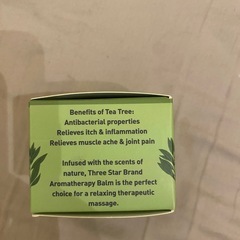 Benefits of Tea Tree:
Antibacterial properties
Relieves itch & inflammation
Relieves muscle ache & joint pain
Infused with the scents of
nature, Three Star Brand
Aromatherapy Balm is the perfect
choice for a relaxing therapeutic
massage.